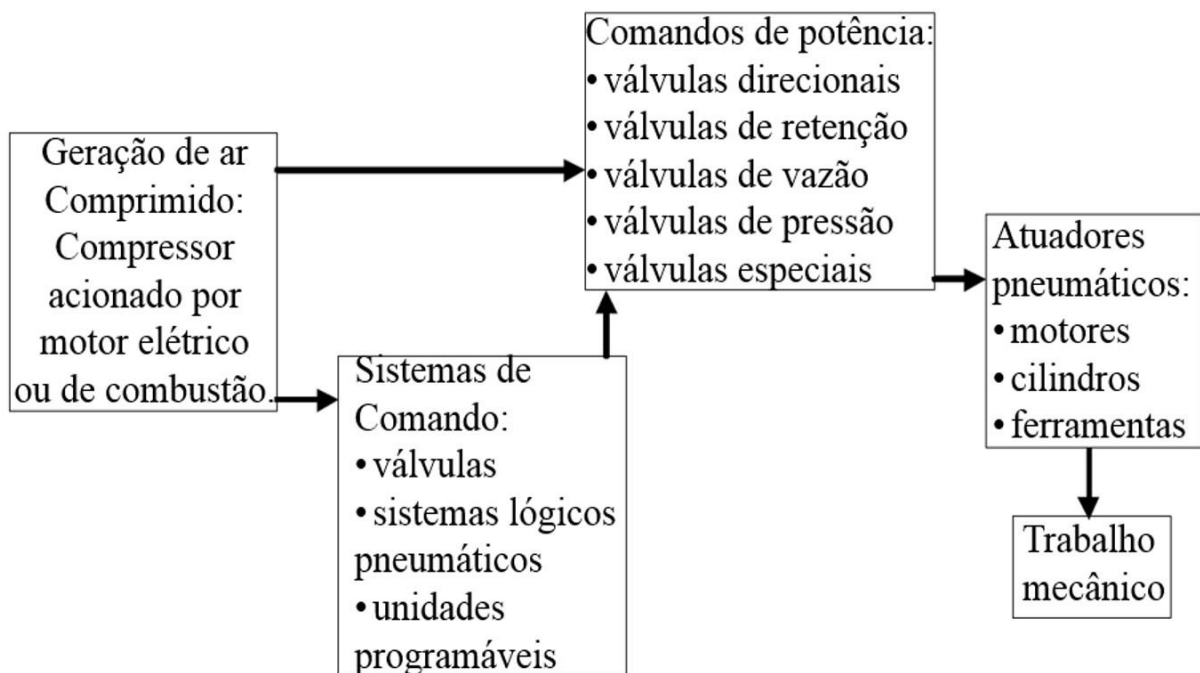 Geração de ar
Comprimido:
Compressor
acionado por
motor elétrico
ou de combustão.
Comandos de potência:
• válvulas direcionais
• válvulas de retenção
• válvulas de vazão
• válvulas de pressão
• válvulas especiais
Sistemas de
Comando:
• válvulas
• sistemas lógicos
pneumáticos
• unidades
programáveis
Atuadores
pneumáticos:
• motores
• cilindros
• ferramentas
Trabalho
mecânico